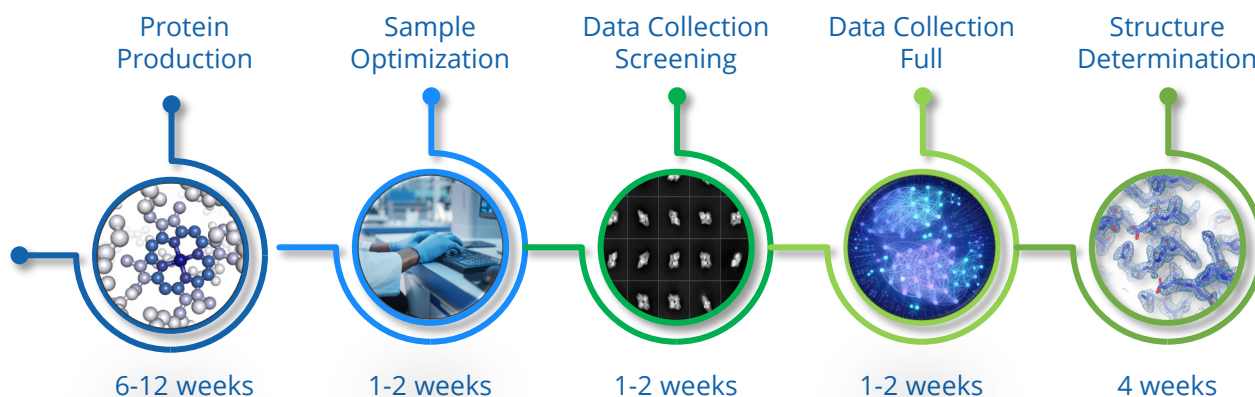 Protein
Production
Sample
Optimization
Data Collection
Screening
Data Collection
Full
Structure
Determination
6-12 weeks
1-2 weeks
1-2 weeks
1-2 weeks
4 weeks